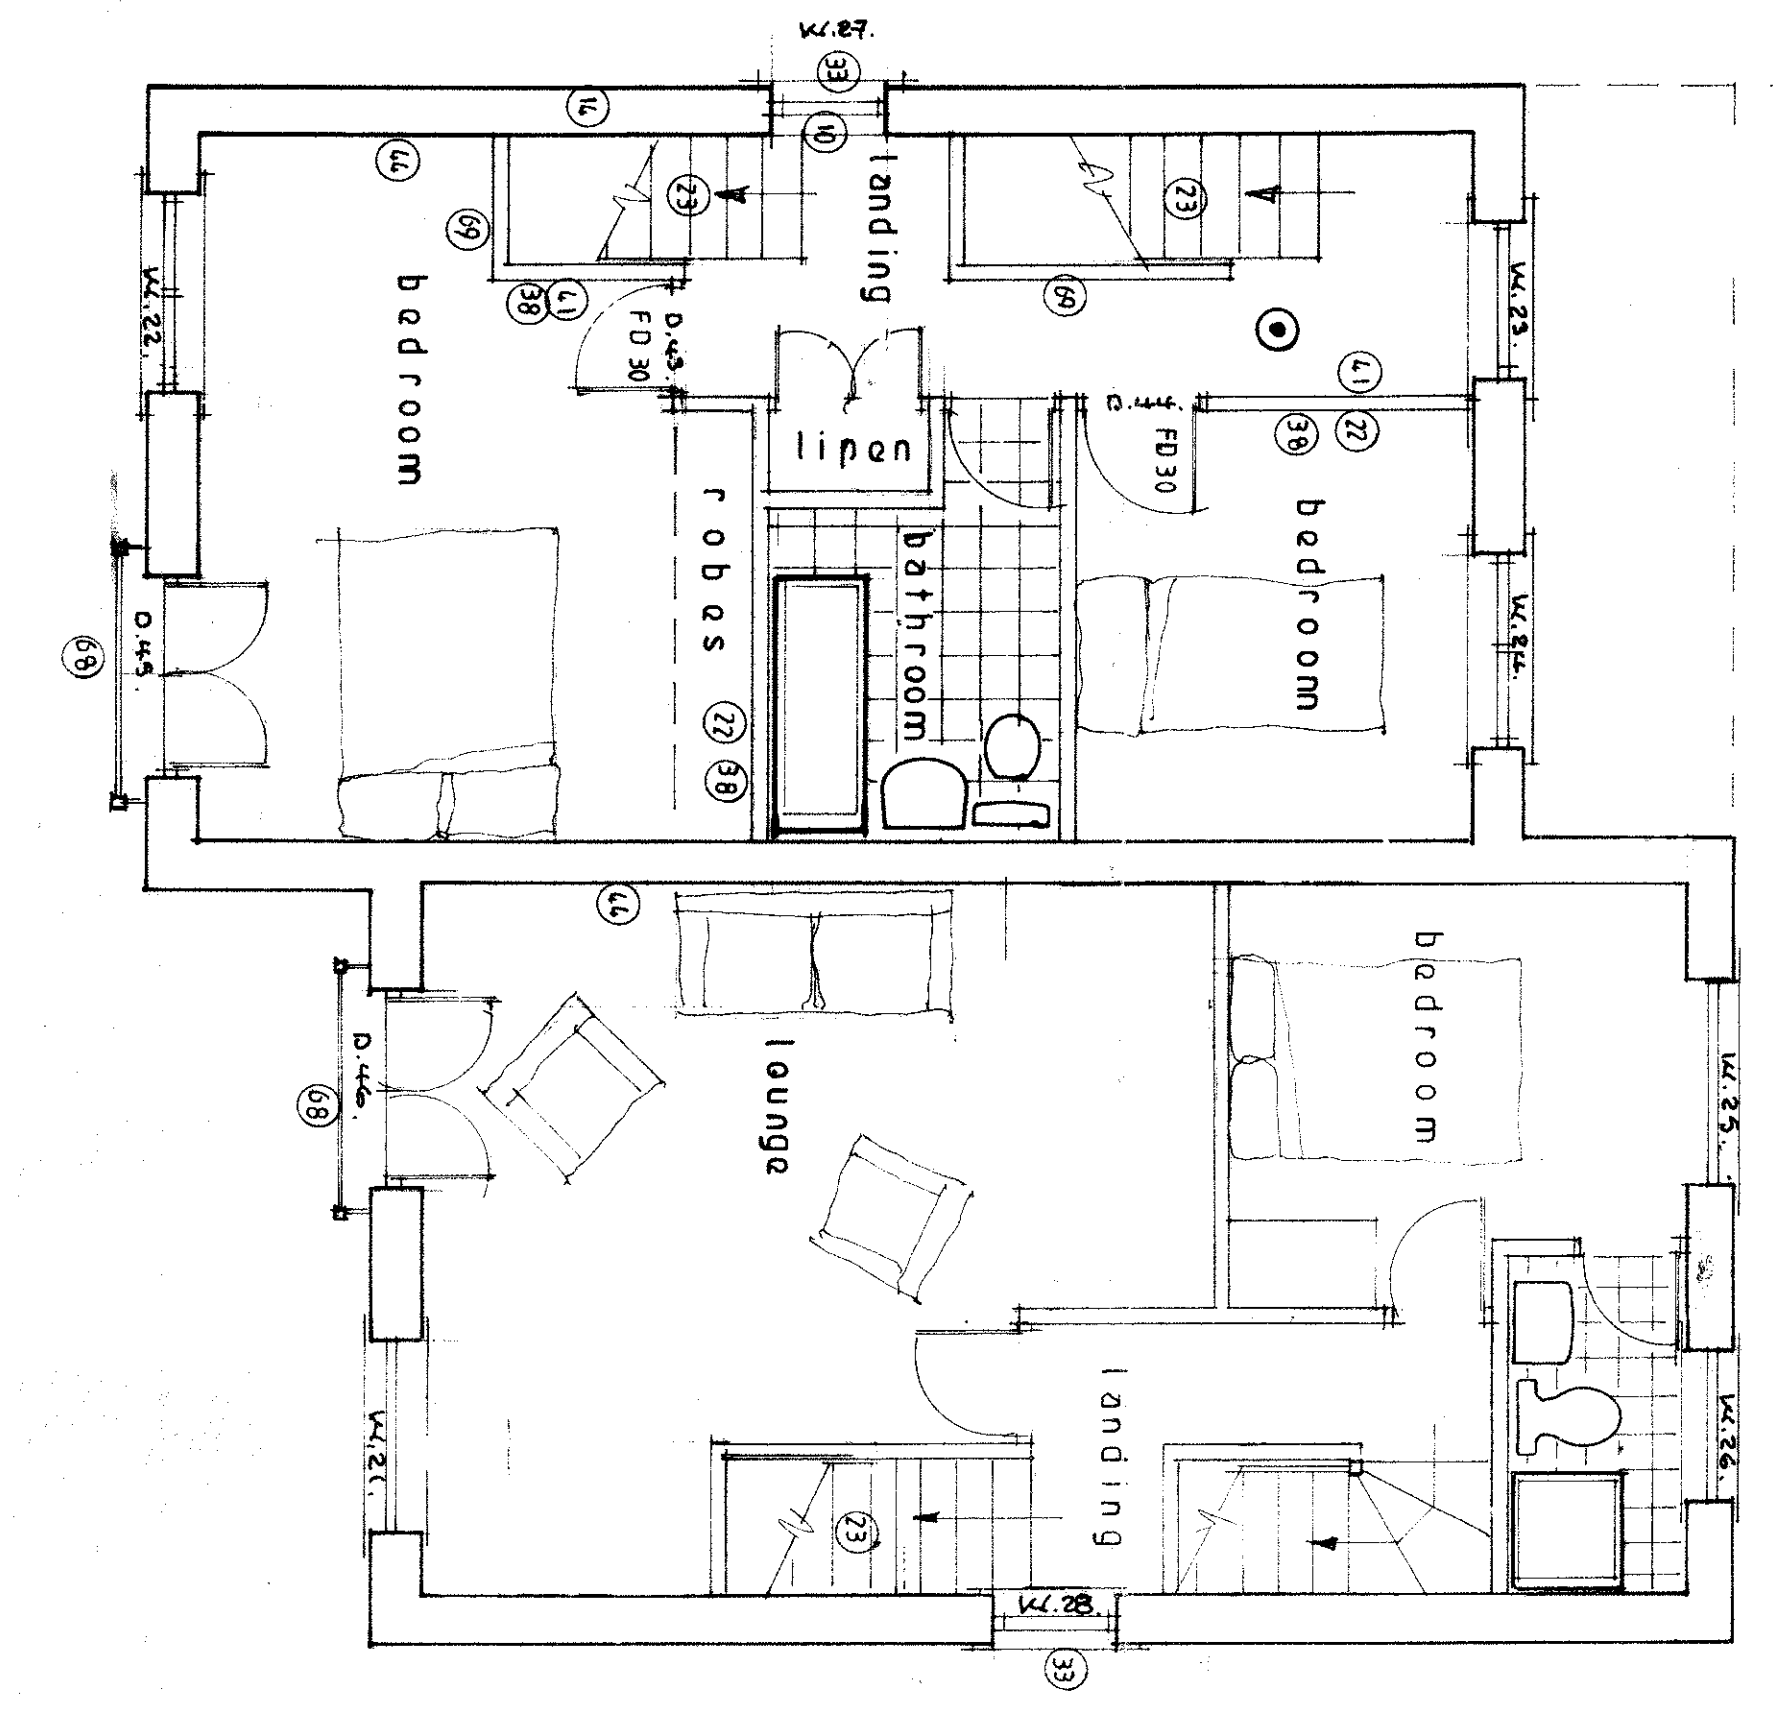 W.27.
33
14
10
44
23
landing
23
69
69
W.22.
bedroom
38
41
D.43.
FD 30
W.23.
41
D.44.
FD 30
38
22
linen
robes
bathroom
bedroom
W.24.
D.45.
68
22
38
44
bedroom
lounge
D.46.
68
W.25.
landing
W.21.
W.26.
23
W.28.
33